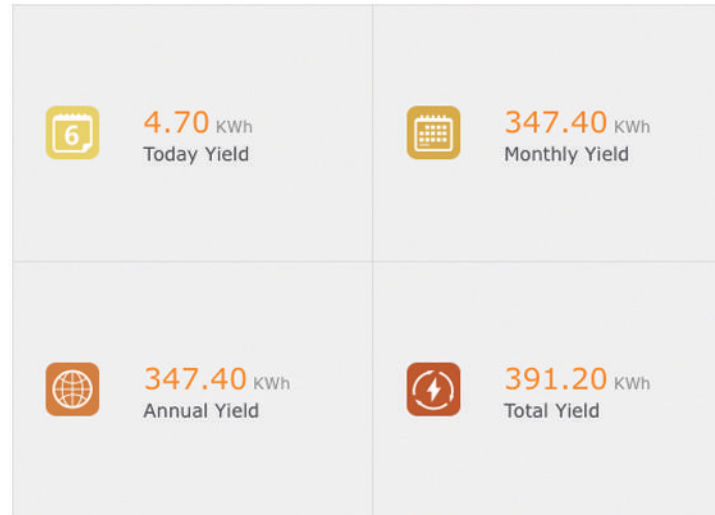 6
4.70 KWh
Today Yield
347.40 KWh
Monthly Yield
347.40 KWh
Annual Yield
391.20 KWh
Total Yield